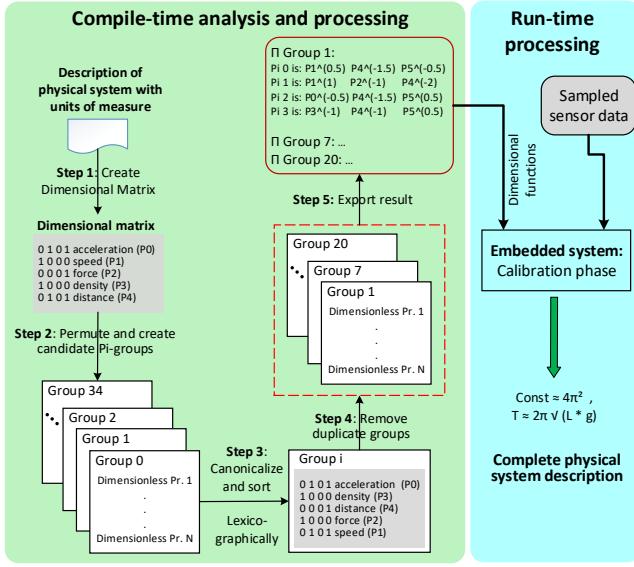 Compile-time analysis and processing
Description of
physical system with
units of measure
Step 1: Create
Dimensional Matrix
Dimensional matrix
0 1 0 1 acceleration (P0)
1 0 0 0 speed (P1)
0 0 0 1 force (P2)
1 0 0 0 density (P3)
0 1 0 1 distance (P4)
Step 2: Permute and create
candidate Pi-groups
Group 34
Group 2
Group 1
Group 0
Dimensionless Pr. 1
.
.
.
Dimensionless Pr. N
Step 3:
Canonicalize
and sort
Lexico-
graphically
Group i
0 1 0 1 acceleration (P0)
1 0 0 0 density (P3)
0 0 0 1 distance (P4)
1 0 0 0 force (P2)
0 1 0 1 speed (P1)
Step 4: Remove
duplicate groups
Group 20
Group 7
Group 1
Dimensionless Pr. 1
.
.
.
Dimensionless Pr. N
Step 5: Export result
Π Group 1:
Pi 0 is: P1^(0.5) P4^(-1.5) P5^(-0.5)
Pi 1 is: P1^(1) P2^(-1) P4^(-2)
Pi 2 is: P0^(-0.5) P4^(-1.5) P5^(0.5)
Pi 3 is: P3^(-1) P4^(-1) P5^(0.5)
Π Group 7: ...
Π Group 20: ...
Run-time
processing
Sampled
sensor data
Dimensional
functions
Embedded system:
Calibration phase
Const ≈ 4π² ,
T ≈ 2π √ (L * g)
Complete physical
system description